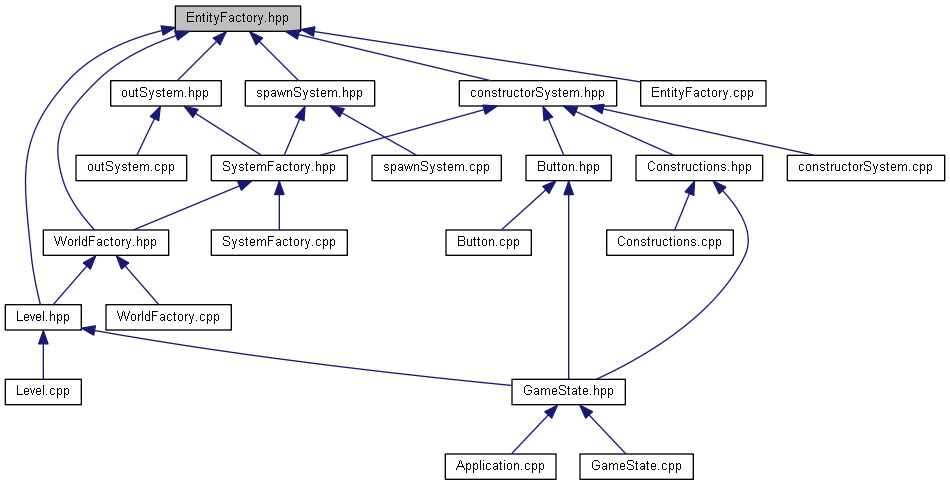 EntityFactory.hpp
outSystem.hpp
spawnSystem.hpp
constructorSystem.hpp
EntityFactory.cpp
outSystem.cpp
SystemFactory.hpp
spawnSystem.cpp
Button.hpp
Constructions.hpp
constructorSystem.cpp
WorldFactory.hpp
SystemFactory.cpp
Button.cpp
Constructions.cpp
Level.hpp
WorldFactory.cpp
Level.cpp
GameState.hpp
Application.cpp
GameState.cpp